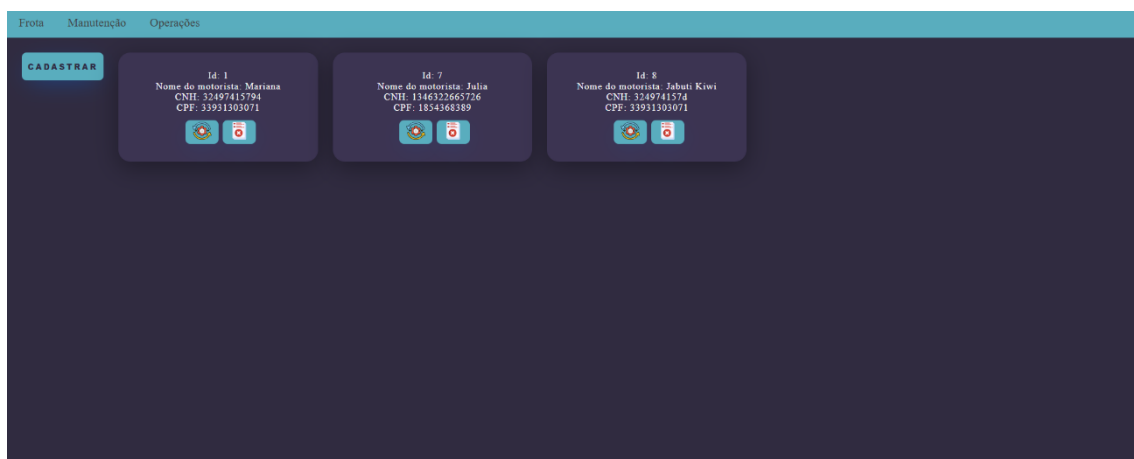 Frota Manutenção Operações
CADASTRAR
Id: 1
Nome do motorista: Mariana
CNH: 32497415794
CPF: 33931303071
Id: 7
Nome do motorista: Julia
CNH: 1346322665726
CPF: 1854368389
Id: 8
Nome do motorista: Jabuti Kiwi
CNH: 324974157d
CPF: 33931303071